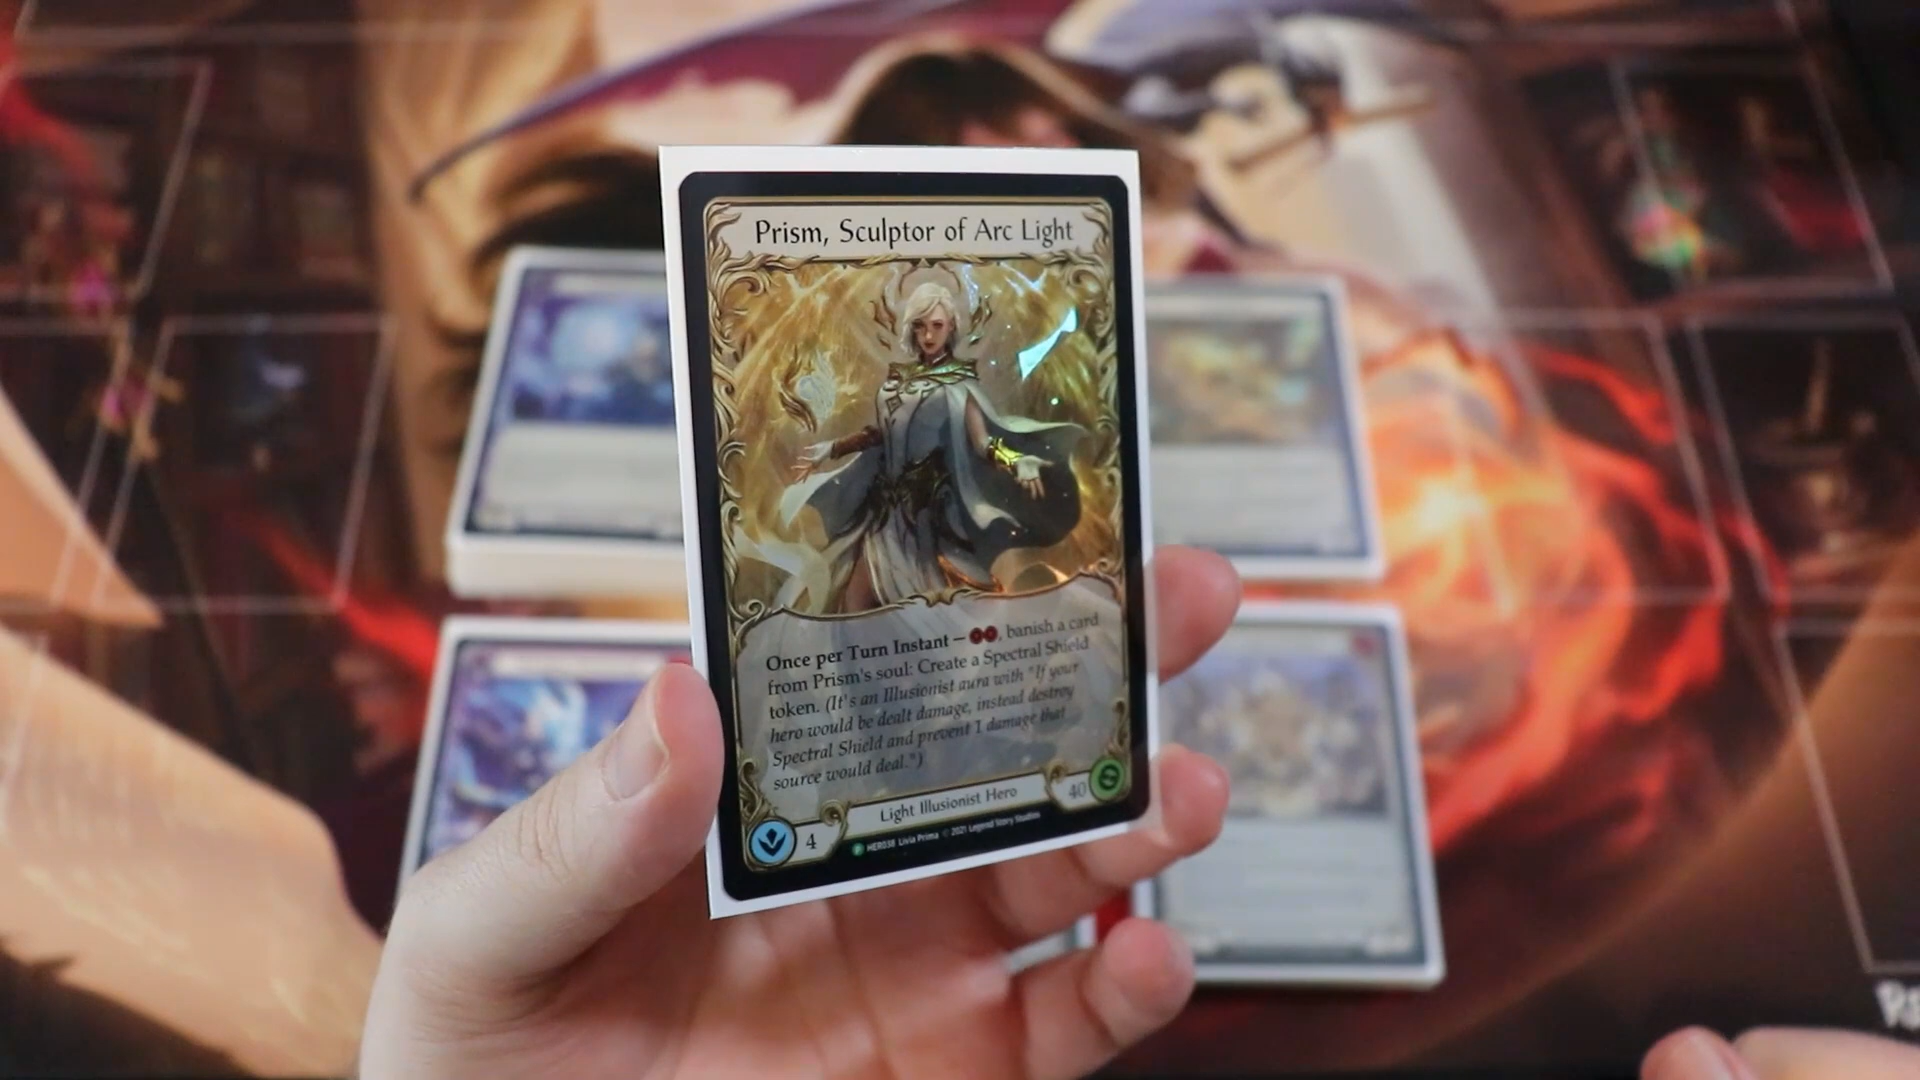 Prism, Sculptor of Arc Light
Once per Turn Instant — , banish a card
from Prism's soul: Create a Spectral Shield
token. (It's an Illusionist aura with "If your
hero would be dealt damage, instead destroy
Spectral Shield and prevent 1 damage that
source would deal.")
Light Illusionist Hero
40
4
P HER038 Livia Prima © 2021 Legend Story Studios